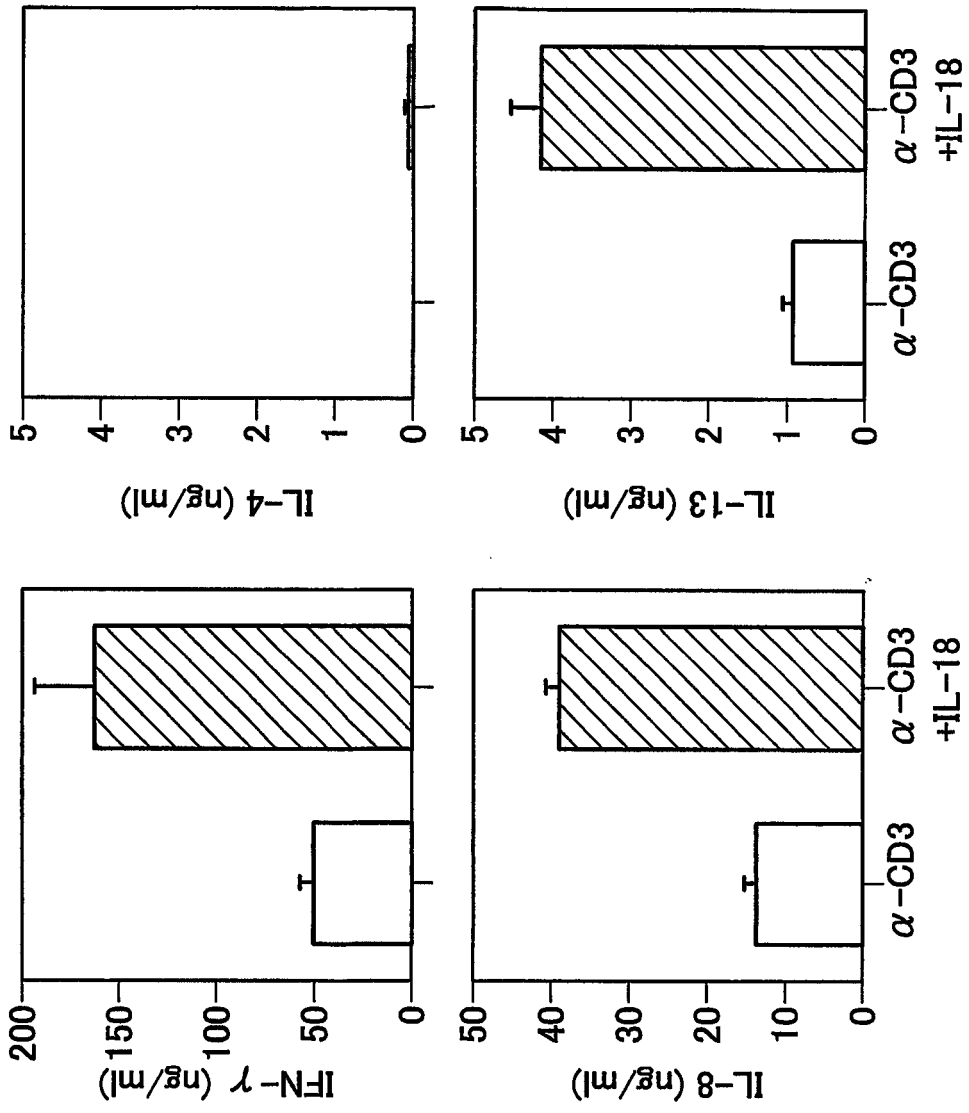 IFN-γ (ng/ml)
200
150
100
50
0
IL-4 (ng/ml)
5
4
3
2
1
0
IL-8 (ng/ml)
50
40
30
20
10
0
α-CD3
α-CD3
+IL-18
IL-13 (ng/ml)
5
4
3
2
1
0
α-CD3
α-CD3
+IL-18